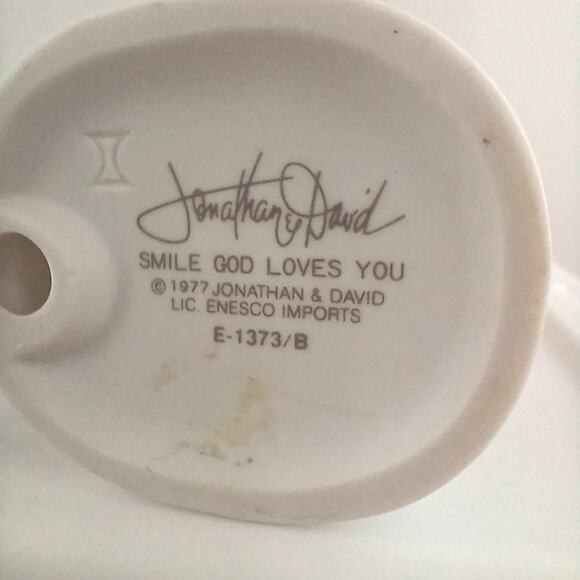 Jonathan & David
SMILE GOD LOVES YOU
© 1977 JONATHAN & DAVID
LIC. ENESCO IMPORTS
E-1373/B